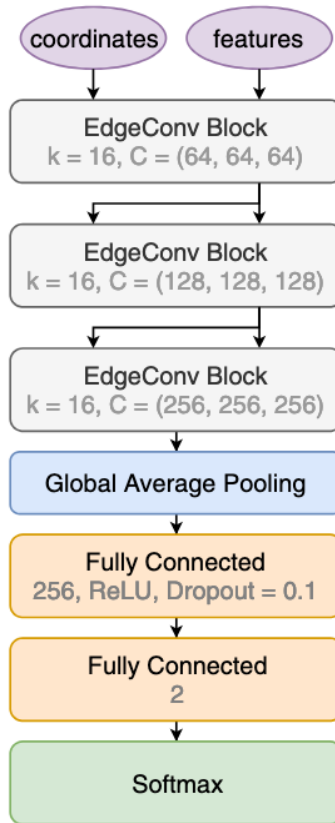 coordinates features
EdgeConv Block
k = 16, C = (64, 64, 64)
EdgeConv Block
k = 16, C = (128, 128, 128)
EdgeConv Block
k = 16, C = (256, 256, 256)
Global Average Pooling
Fully Connected
256, ReLU, Dropout = 0.1
Fully Connected
2
Softmax